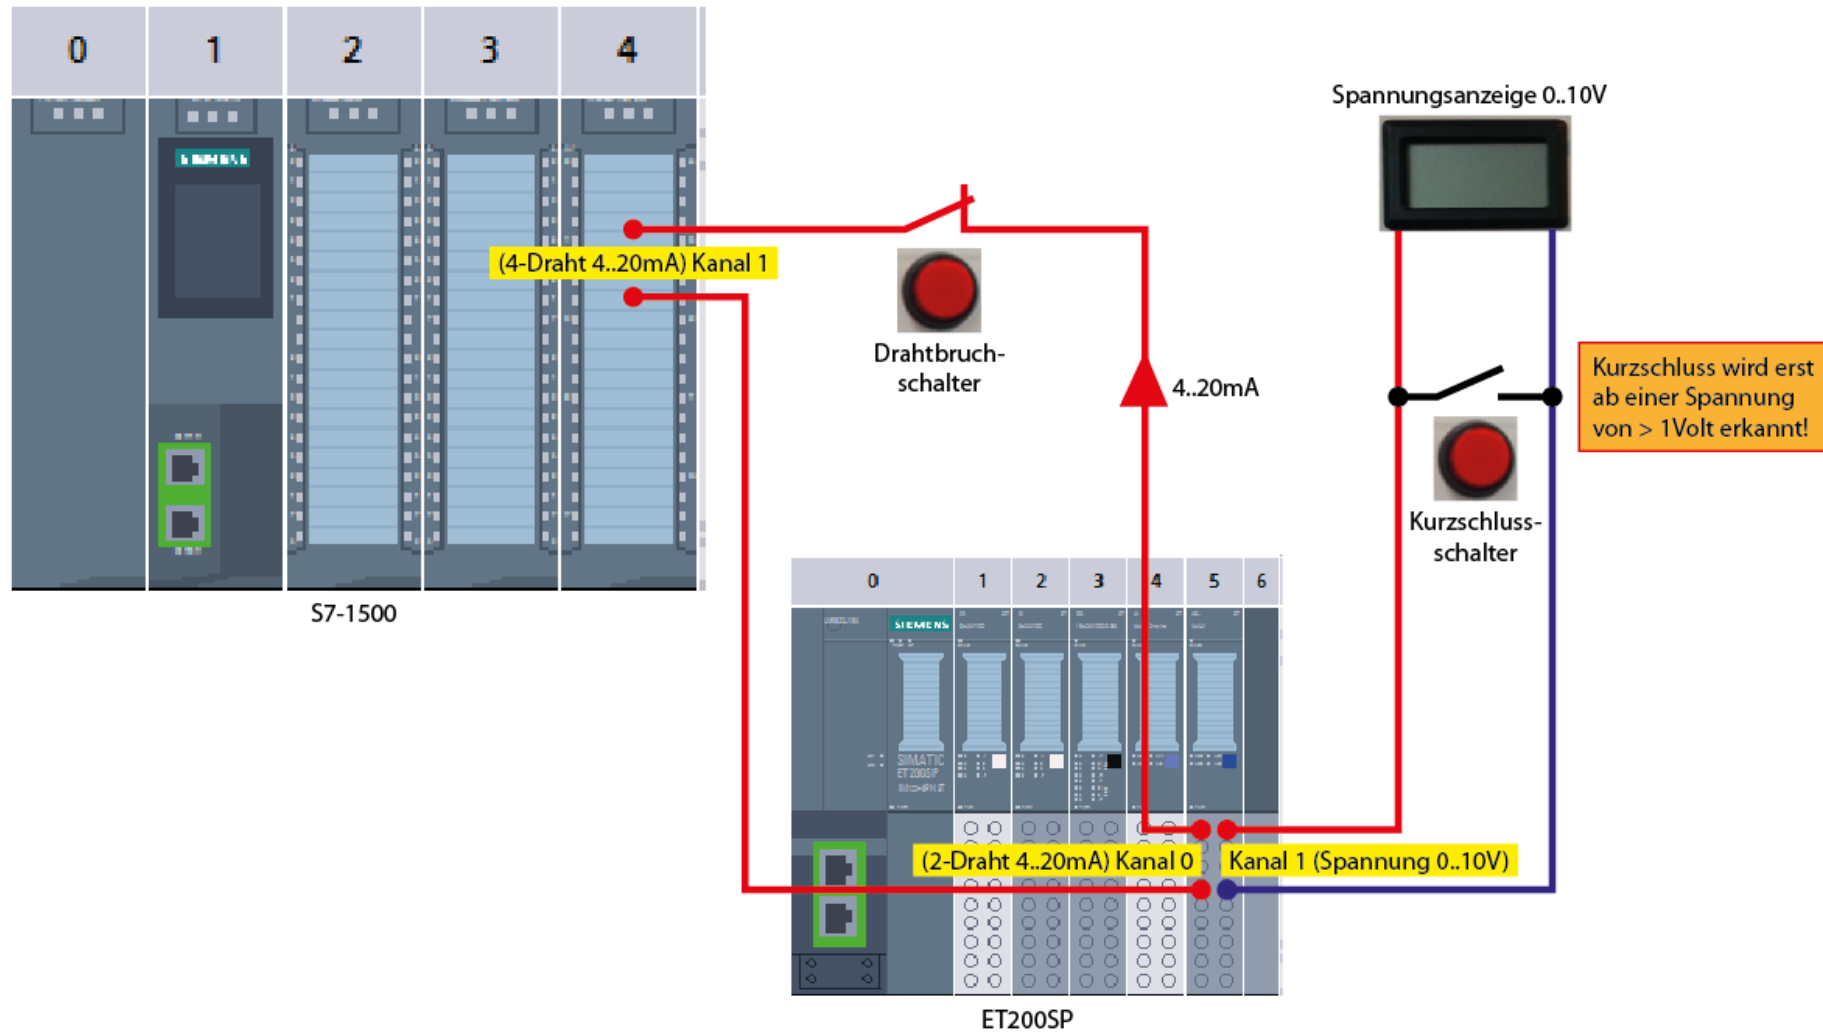 0 1 2 3 4
SIEMENS
(4-Draht 4..20mA) Kanal 1
S7-1500
Drahtbruch-
schalter
4..20mA
Spannungsanzeige 0..10V
Kurzschluss wird erst
ab einer Spannung
von > 1Volt erkannt!
Kurzschluss-
schalter
0 1 2 3 4 5 6
SIEMENS
SIMATIC
ET 200SP
(2-Draht 4..20mA) Kanal 0
Kanal 1 (Spannung 0..10V)
ET200SP